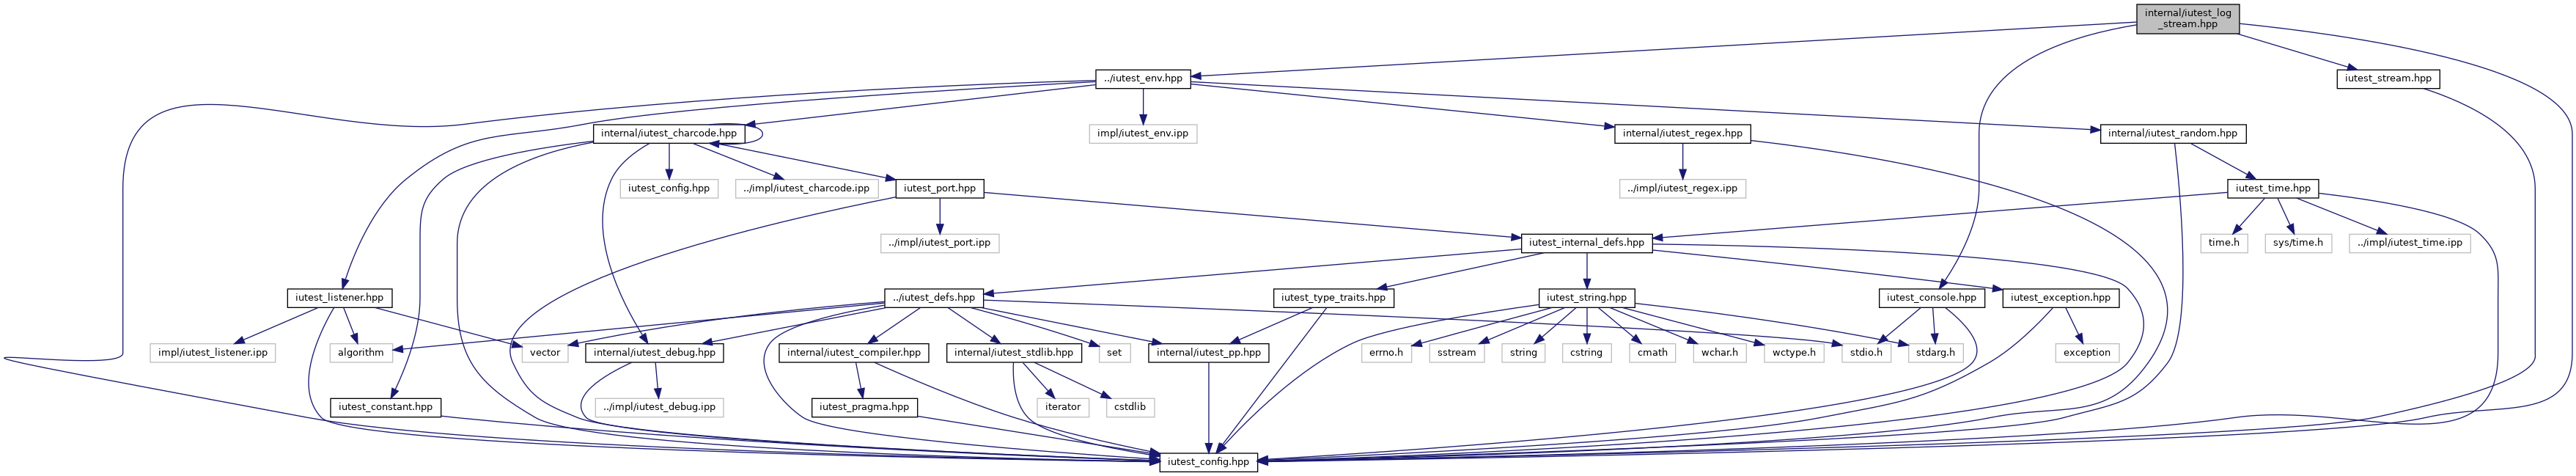 internal/iutest_log
_stream.hpp
../iutest_env.hpp
iutest_stream.hpp
internal/iutest_charcode.hpp
impl/iutest_env.ipp
internal/iutest_regex.hpp
internal/iutest_random.hpp
iutest_config.hpp
../impl/iutest_charcode.ipp
iutest_port.hpp
../impl/iutest_regex.ipp
iutest_time.hpp
../impl/iutest_port.ipp
iutest_internal_defs.hpp
time.h
sys/time.h
../impl/iutest_time.ipp
iutest_listener.hpp
../iutest_defs.hpp
iutest_type_traits.hpp
iutest_string.hpp
iutest_console.hpp
iutest_exception.hpp
impl/iutest_listener.ipp
algorithm
vector
internal/iutest_debug.hpp
internal/iutest_compiler.hpp
internal/iutest_stdlib.hpp
set
internal/iutest_pp.hpp
errno.h
sstream
string
cstring
cmath
wchar.h
wctype.h
stdio.h
stdarg.h
exception
iutest_constant.hpp
../impl/iutest_debug.ipp
iutest_pragma.hpp
iterator
cstdlib
iutest_config.hpp